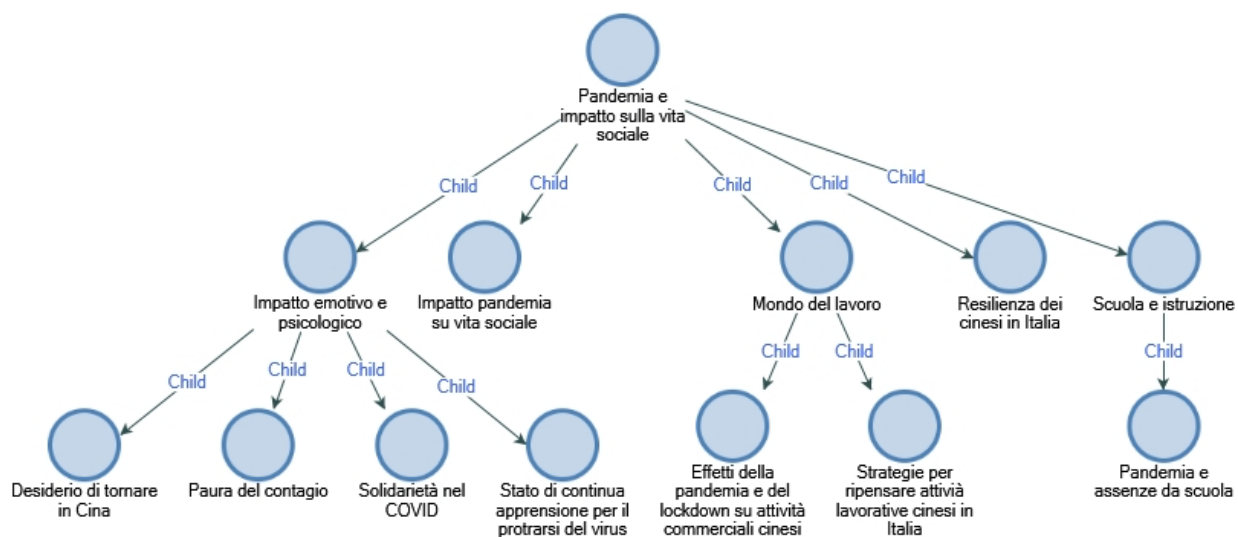 Pandemia e
impatto sulla vita
sociale
Child
Child
Child
Child
Child
Impatto emotivo e
psicologico
Impatto pandemia
su vita sociale
Mondo del lavoro
Resilienza dei
cinesi in Italia
Scuola e istruzione
Child
Child
Child
Child
Child
Child
Child
Desiderio di tornare
in Cina
Paura del contagio
Solidarietà nel
COVID
Stato di continua
apprensione per il
protrarsi del virus
Effetti della
pandemia e del
lockdown su attività
commerciali cinesi
Strategie per
ripensare attivià
lavorative cinesi in
Italia
Pandemia e
assenze da scuola